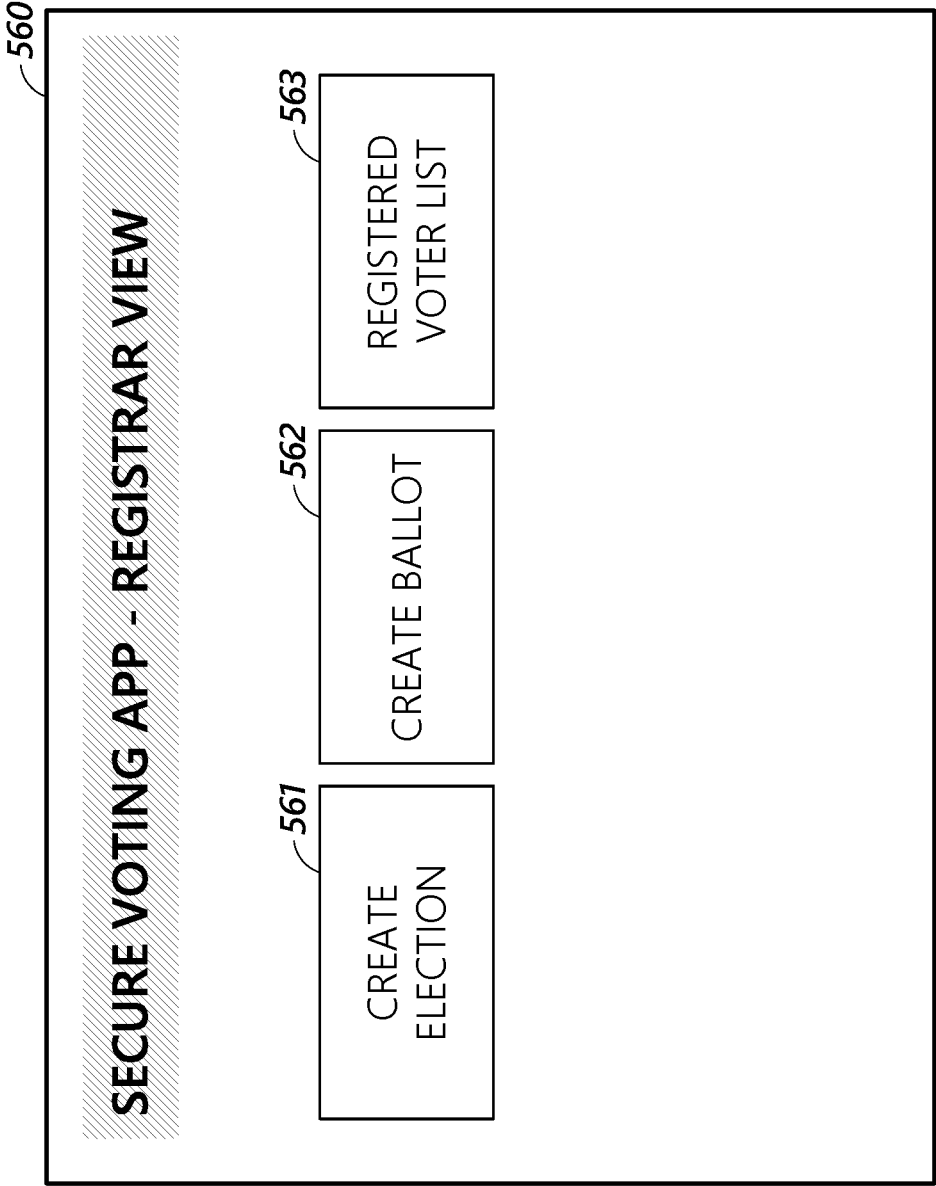 560
SECURE VOTING APP - REGISTRAR VIEW
561
CREATE
ELECTION
562
CREATE BALLOT
563
REGISTERED
VOTER LIST